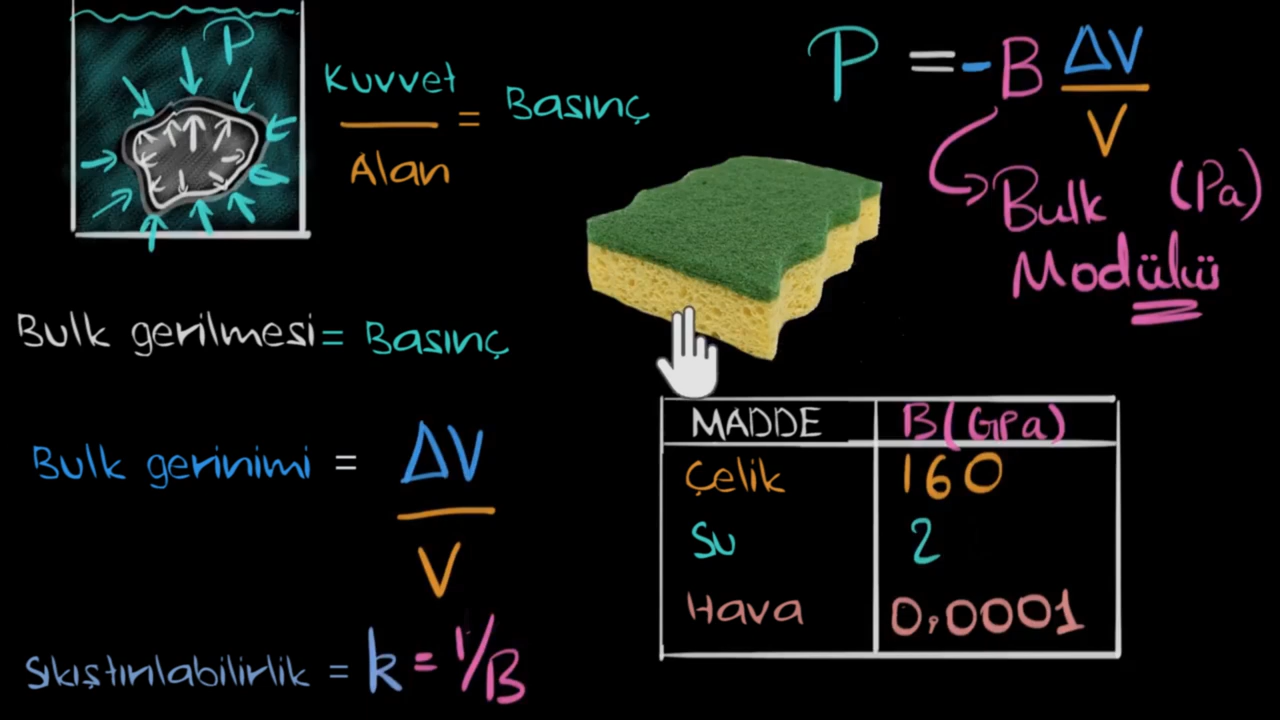 P
Kuvvet
Alan
= Basınç
P = -B ΔV
V
Bulk (Pa)
Modülü
Bulk gerilmesi = Basınç
Bulk gerinimi = ΔV
V
Sıkıştırılabilirlik = k = 1/B
MADDE B (GPa)
Çelik 160
Su 2
Hava 0,0001